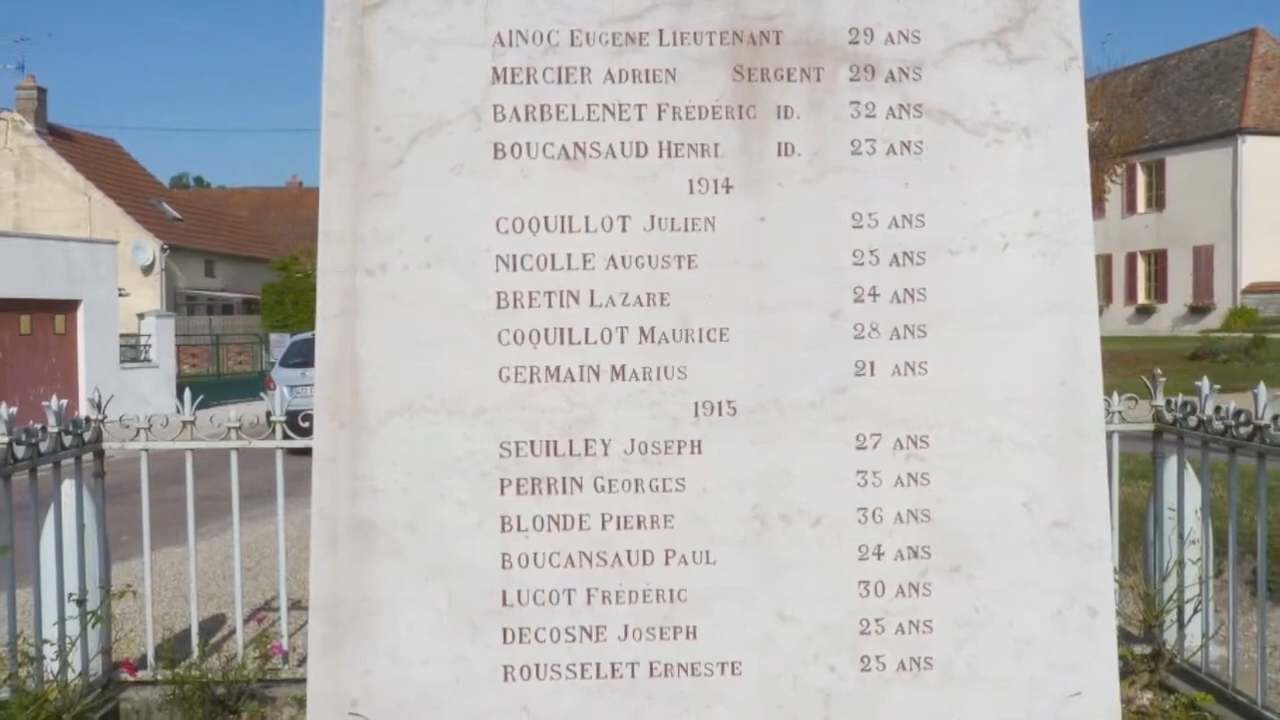 AINOC EUGENE LIEUTENANT 29 ANS
MERCIER ADRIEN SERGENT 29 ANS
BARBELENET FRÉDÉRIC ID. 32 ANS
BOUCANSAUD HENRI ID. 23 ANS
1914
COQUILLOT JULIEN 25 ANS
NICOLLE AUGUSTE 25 ANS
BRETIN LAZARE 24 ANS
COQUILLOT MAURICE 28 ANS
GERMAIN MARIUS 21 ANS
1915
SEUILLEY JOSEPH 27 ANS
PERRIN GEORGES 35 ANS
BLONDE PIERRE 36 ANS
BOUCANSAUD PAUL 24 ANS
LUCOT FRÉDÉRIC 30 ANS
DECOSNE JOSEPH 25 ANS
ROUSSELET ERNESTE 25 ANS